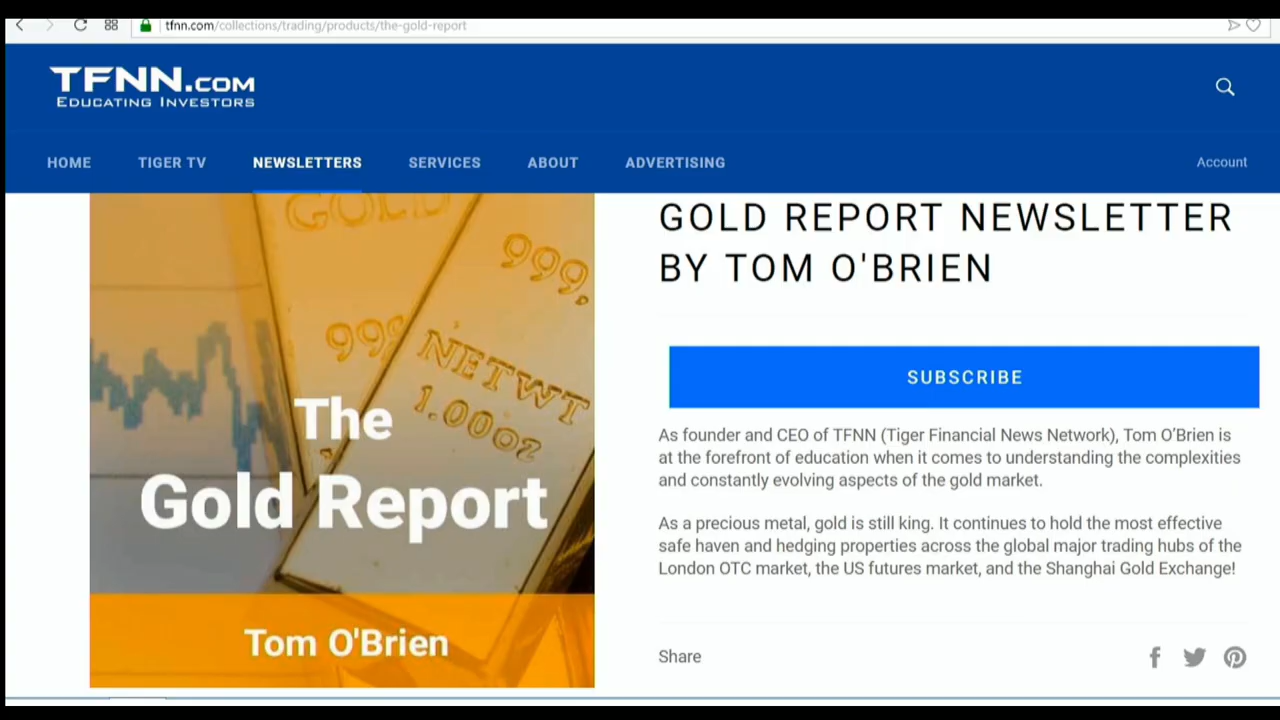 tfnn.com/collections/trading/products/the-gold-report
TFNN.COM
EDUCATING INVESTORS
HOME TIGER TV NEWSLETTERS SERVICES ABOUT ADVERTISING Account
GOLD
999.
999
NETWT
1.00oz
The
Gold Report
Tom O'Brien
GOLD REPORT NEWSLETTER
BY TOM O'BRIEN
SUBSCRIBE
As founder and CEO of TFNN (Tiger Financial News Network), Tom O’Brien is
at the forefront of education when it comes to understanding the complexities
and constantly evolving aspects of the gold market.
As a precious metal, gold is still king. It continues to hold the most effective
safe haven and hedging properties across the global major trading hubs of the
London OTC market, the US futures market, and the Shanghai Gold Exchange!
Share